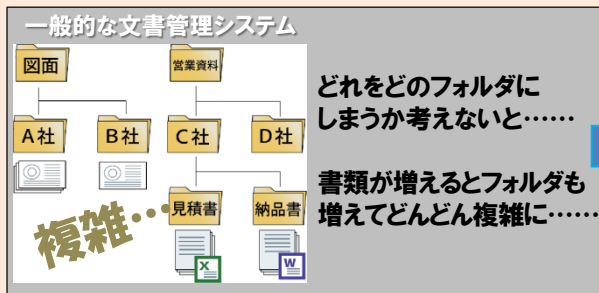 一般的な文書管理システム
図面
営業資料
A社
B社
C社
D社
見積書
納品書
X
W
複雑…
どれをどのフォルダに
しまうか考えないと……
書類が増えるとフォルダも
増えてどんどん複雑に……